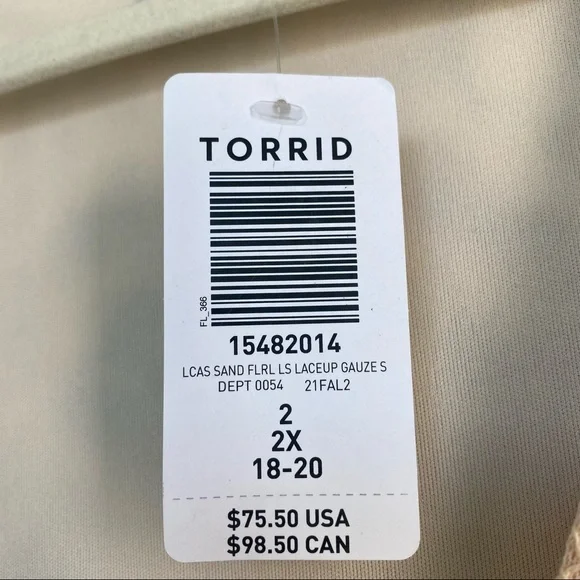 TORRID
FL_366
15482014
LCAS SAND FLRL LS LACEUP GAUZE S
DEPT 0054 21FAL2
2
2X
18-20
$75.50 USA
$98.50 CAN